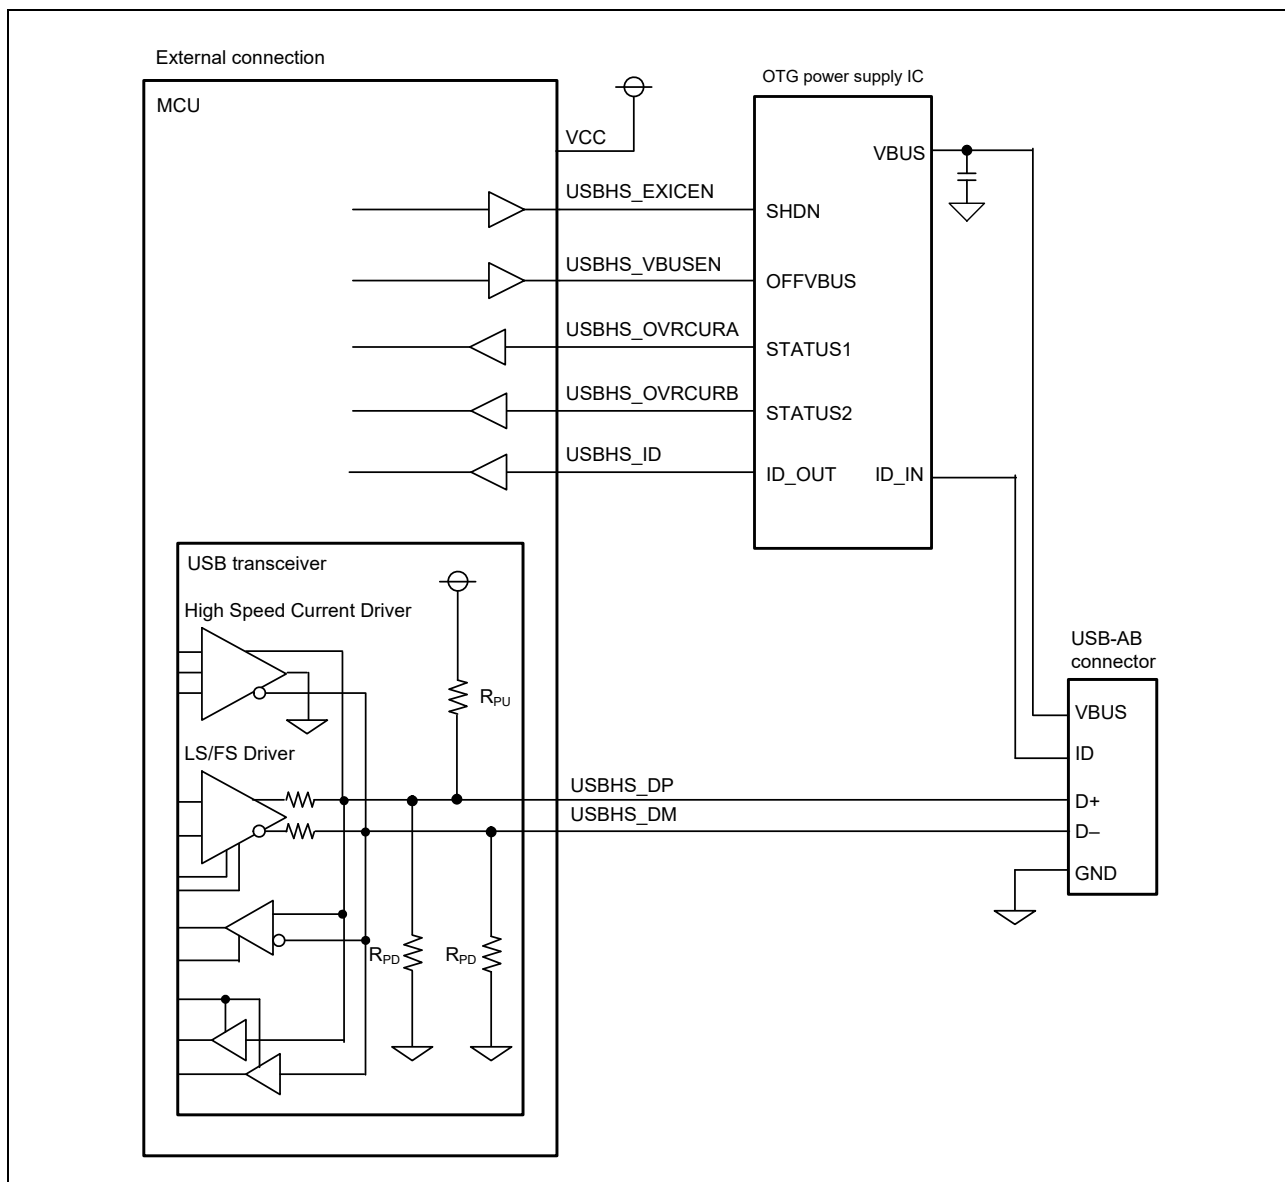 External connection
MCU
VCC
OTG power supply IC
VBUS
USBHS_EXICEN
SHDN
USBHS_VBUSEN
OFFVBUS
USBHS_OVRCURA
STATUS1
USBHS_OVRCURB
STATUS2
USBHS_ID
ID_OUT
ID_IN
USB transceiver
High Speed Current Driver
RPU
LS/FS Driver
USBHS_DP
USBHS_DM
RPD
RPD
USB-AB
connector
VBUS
ID
D+
D–
GND